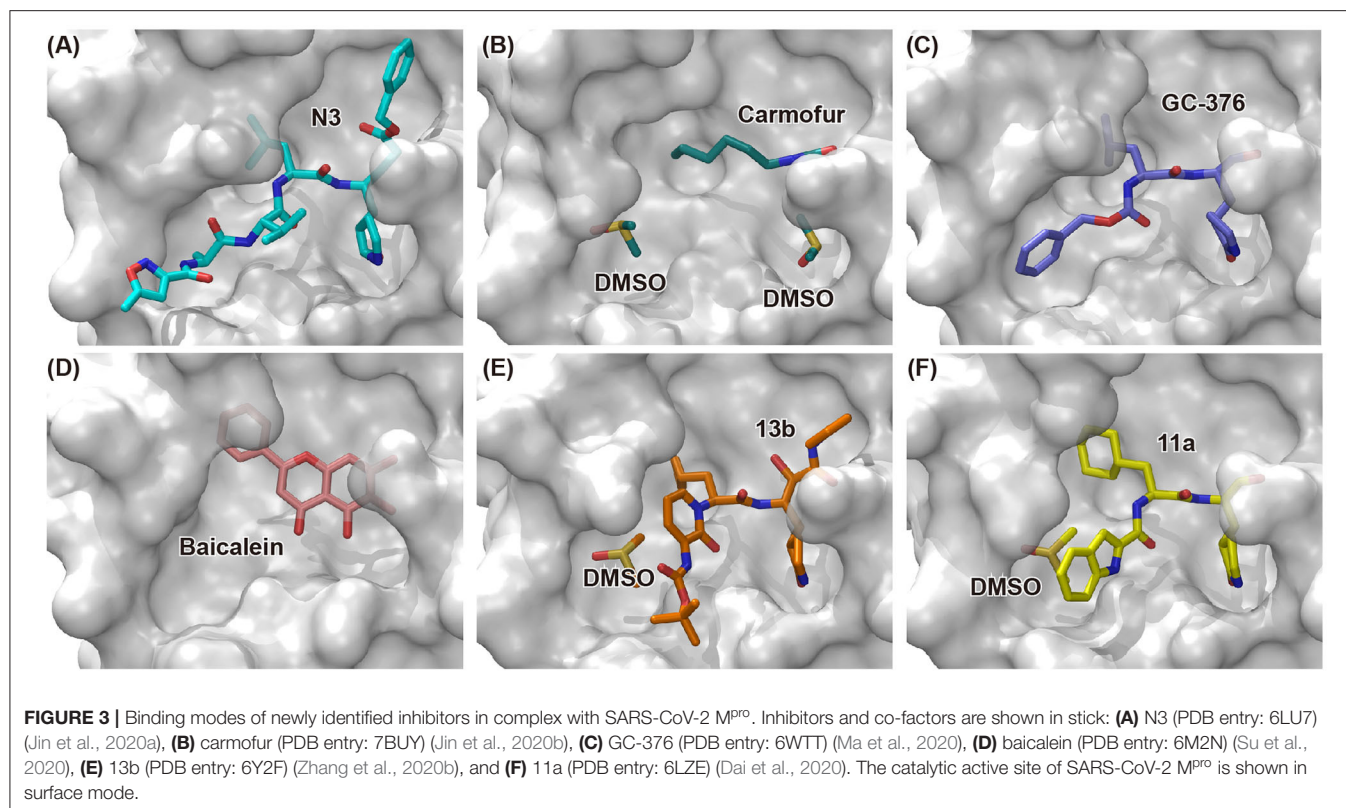 (A)
N3
(B)
Carmofur
DMSO
DMSO
(C)
GC-376
(D)
Baicalein
(E)
13b
DMSO
(F)
11a
DMSO
FIGURE 3 | Binding modes of newly identified inhibitors in complex with SARS-CoV-2 Mpro. Inhibitors and co-factors are shown in stick: (A) N3 (PDB entry: 6LU7)
(Jin et al., 2020a), (B) carmofur (PDB entry: 7BUY) (Jin et al., 2020b), (C) GC-376 (PDB entry: 6WTT) (Ma et al., 2020), (D) baicalein (PDB entry: 6M2N) (Su et al.,
2020), (E) 13b (PDB entry: 6Y2F) (Zhang et al., 2020b), and (F) 11a (PDB entry: 6LZE) (Dai et al., 2020). The catalytic active site of SARS-CoV-2 Mpro is shown in
surface mode.